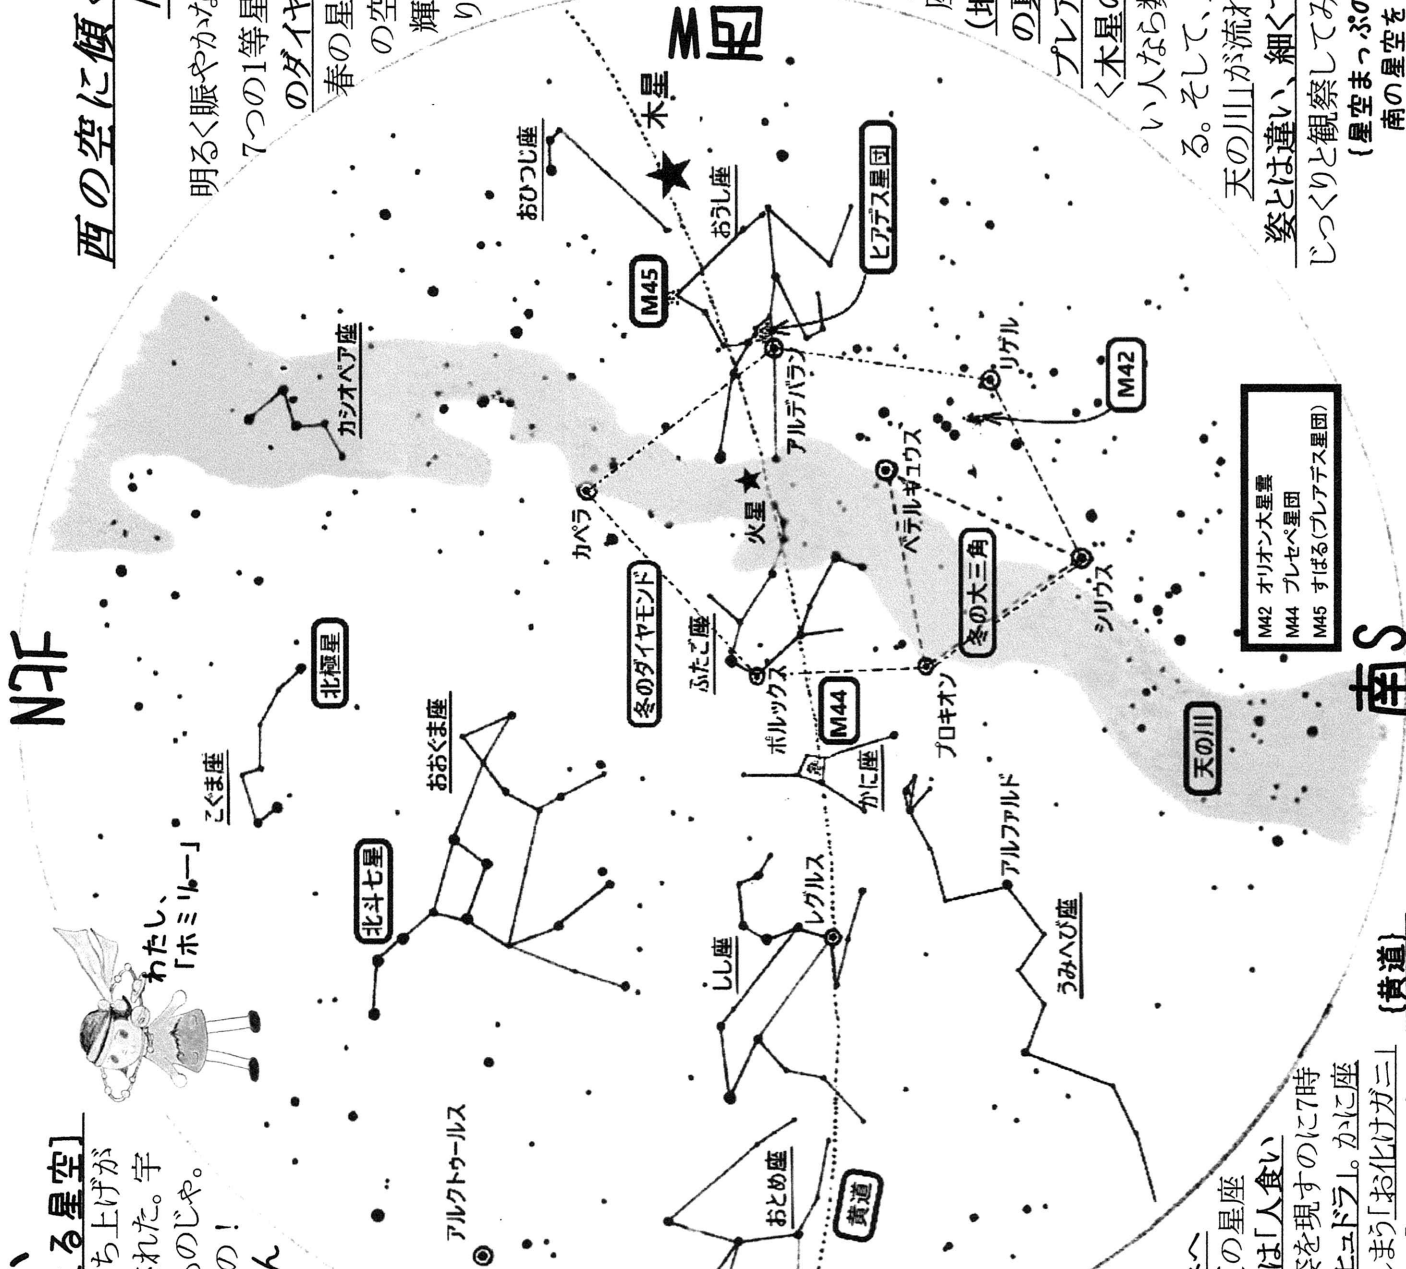 西の空に傾く
明るく賑やかな
7つの1等星
のダイヤ
春の星
の空
輝
り
西W
(地
の真
プレア
<木星の
い人なら数
る。そして、
天の川」が流れ
姿とは違い、細く
じっくりと観察してみ
{星空まっぷの
南の星空を
木星
おひつじ座
おうし座
ヒアデス星団
M45
カシオペア座
アルデバラン
リゲル
M42
カペラ
火星
ベテルギュウス
冬の大三角
シリウス
M42 オリオン大星雲
M44 プレセペ星団
M45 すばる(プレアデス星団)
N北
北極星
こぐま座
おおぐま座
冬のダイヤモンド
ふたご座
ポルックス
M44
かに座
プロキオン
天の川
南S
わたし、
「ホミりぃー」
北斗七星
しし座
レグルス
アルファルド
うみへび座
アルクトゥールス
おとめ座
黄道
る星空]
ち上げが
れた。宇
のじゃ。
の!
ん
{黄道}
へ
の星座
は「人食い
を現すのに7時
ヒュドラ」。かに座
まう「お化けガニ」